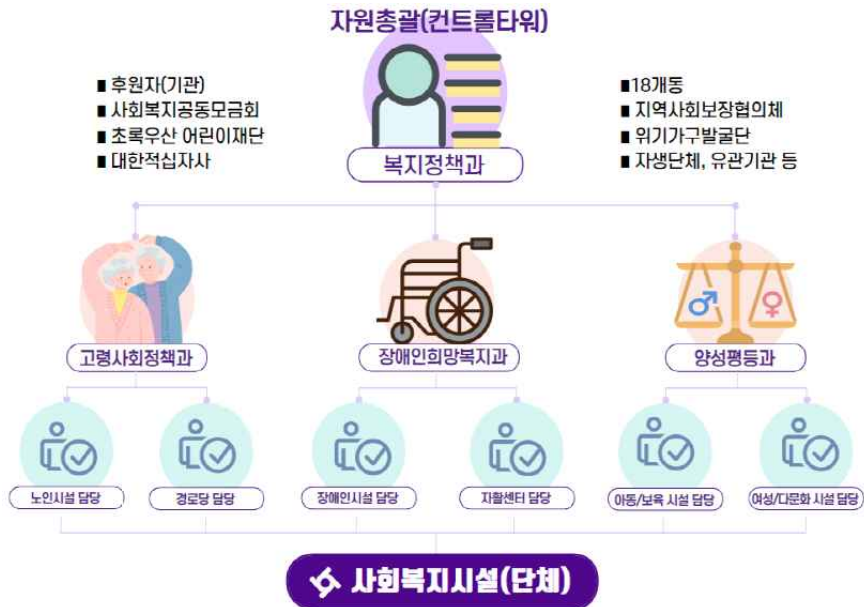 자원총괄(컨트롤타워)
■ 후원자(기관)
■ 사회복지공동모금회
■ 초록우산 어린이재단
■ 대한적십자사
■18개동
■ 지역사회보장협의체
■ 위기가구발굴단
■ 자생단체, 유관기관 등
복지정책과
고령사회정책과
장애인희망복지과
양성평등과
노인시설 담당
경로당 담당
장애인시설 담당
자활센터 담당
아동/보육 시설 담당
여성/다문화 시설 담당
사회복지시설(단체)